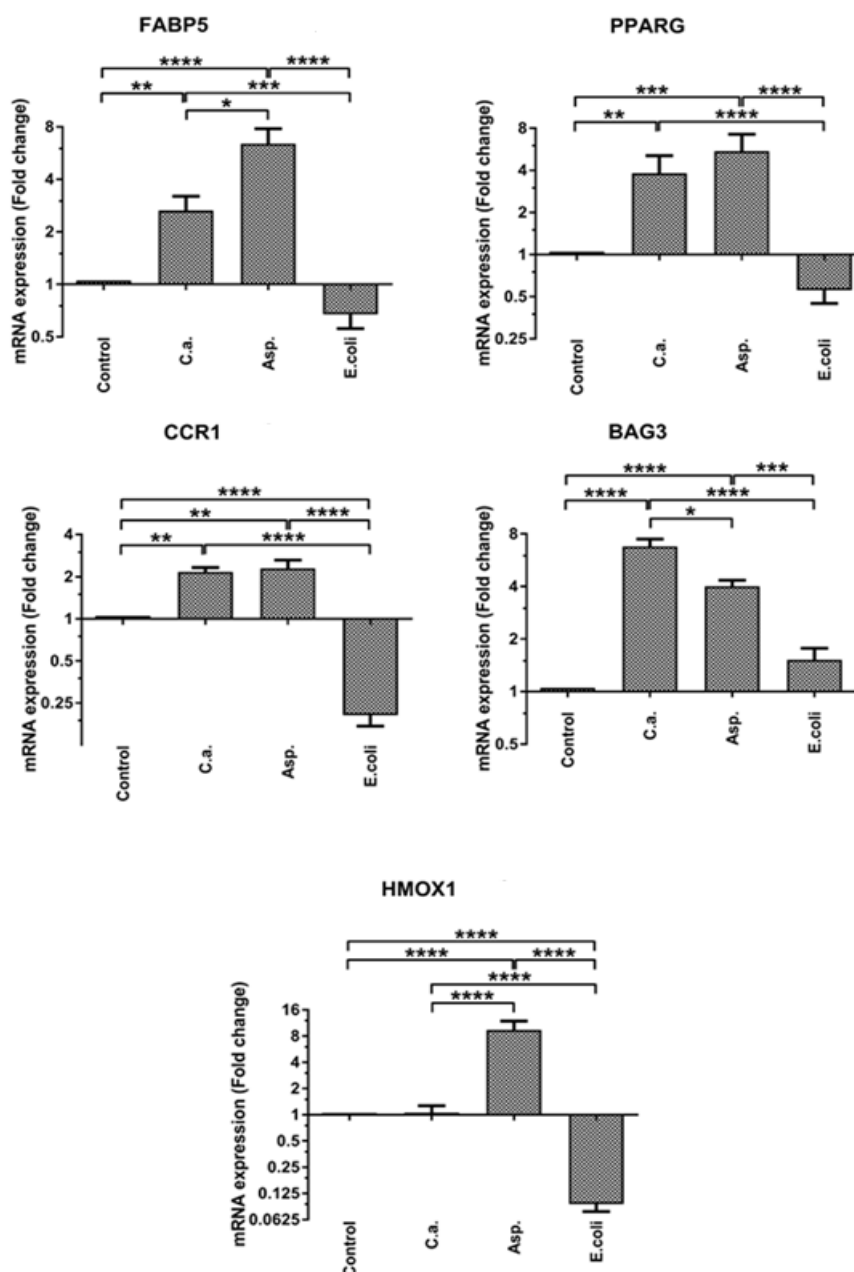 FABP5
**** ****
** ***
*
mRNA expression (Fold change)
8
4
2
1
0.5
Control
C.a.
Asp.
E.coli
PPARG
*** ****
** ****
mRNA expression (Fold change)
8
4
2
1
0.5
0.25
Control
C.a.
Asp.
E.coli
CCR1
****
** ****
** ****
mRNA expression (Fold change)
4
2
1
0.5
0.25
Control
C.a.
Asp.
E.coli
BAG3
**** ***
**** ****
*
mRNA expression (Fold change)
8
4
2
1
0.5
Control
C.a.
Asp.
E.coli
HMOX1
****
**** ****
****
****
mRNA expression (Fold change)
16
8
4
2
1
0.5
0.25
0.125
0.0625
Control
C.a.
Asp.
E.coli